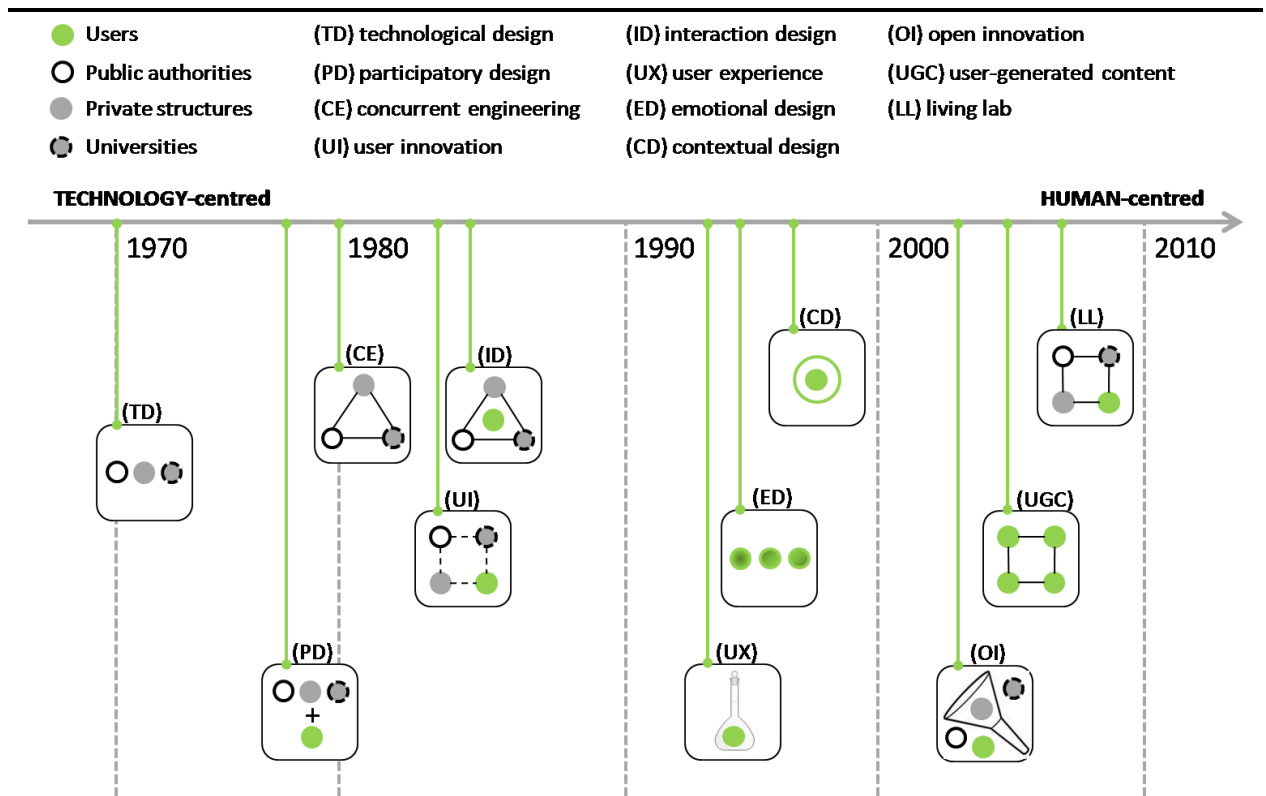 Users (TD) technological design (ID) interaction design (OI) open innovation
Public authorities (PD) participatory design (UX) user experience (UGC) user-generated content
Private structures (CE) concurrent engineering (ED) emotional design (LL) living lab
Universities (UI) user innovation (CD) contextual design
TECHNOLOGY-centred HUMAN-centred
1970 1980 1990 2000 2010
(CD) (LL)
(CE) (ID)
(TD)
(UI) (ED) (UGC)
(PD) (UX) (OI)
+